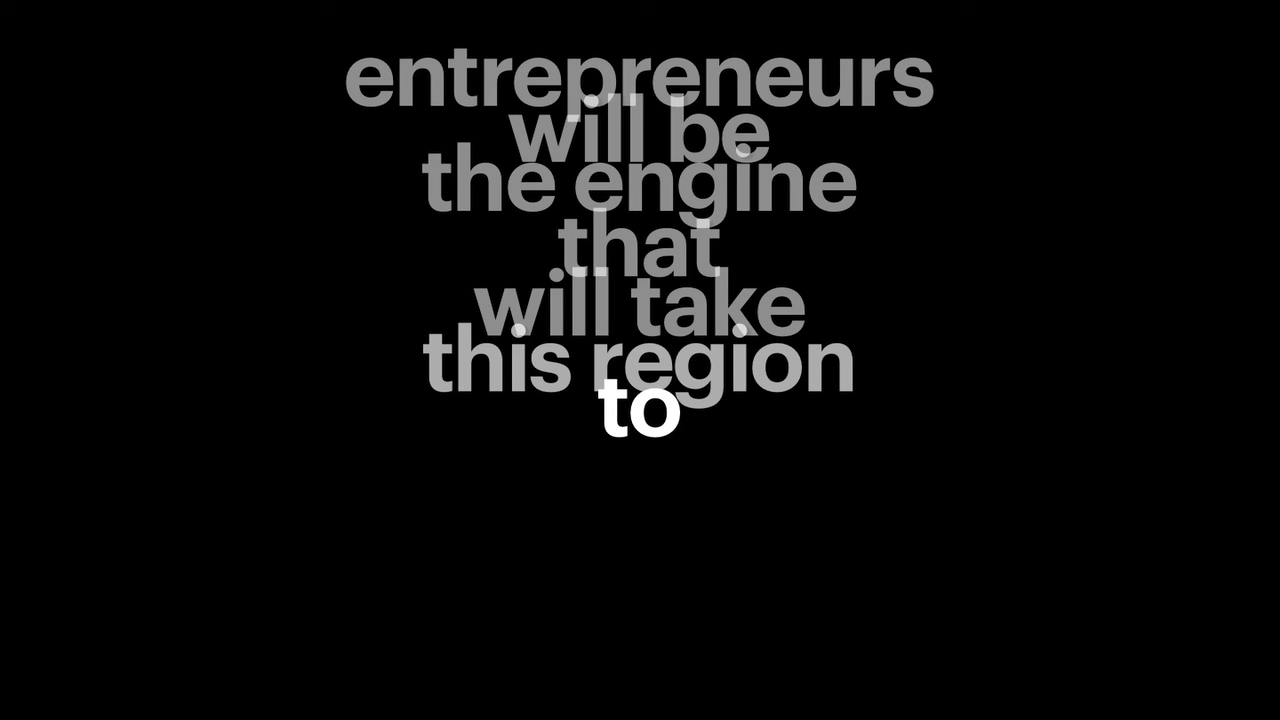 entrepreneurs
will be
the engine
that
will take
this region
to